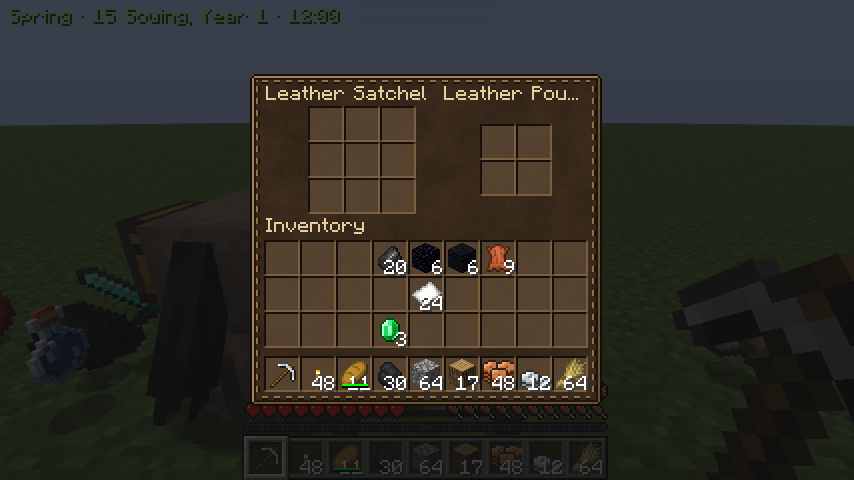 Spring · 15 Sowing, Year 1 · 12:00
Leather Satchel Leather Pou...
Inventory
20 6 6 9
24
3
48 11 30 64 17 48 12 64
48 11 30 64 17 48 12 64